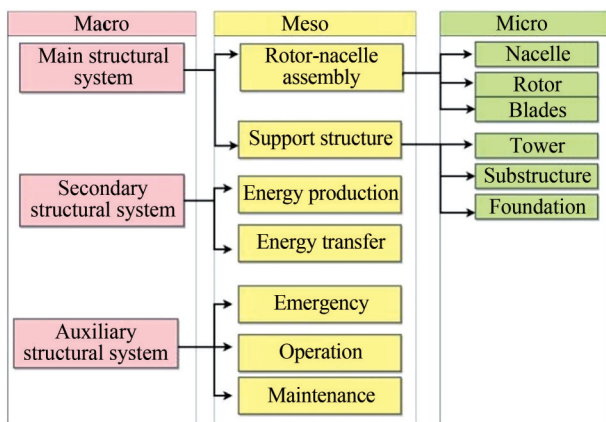 Macro
Meso
Micro
Main structural
system
Rotor-nacelle
assembly
Nacelle
Rotor
Blades
Support structure
Tower
Substructure
Foundation
Secondary
structural system
Energy production
Energy transfer
Auxiliary
structural system
Emergency
Operation
Maintenance